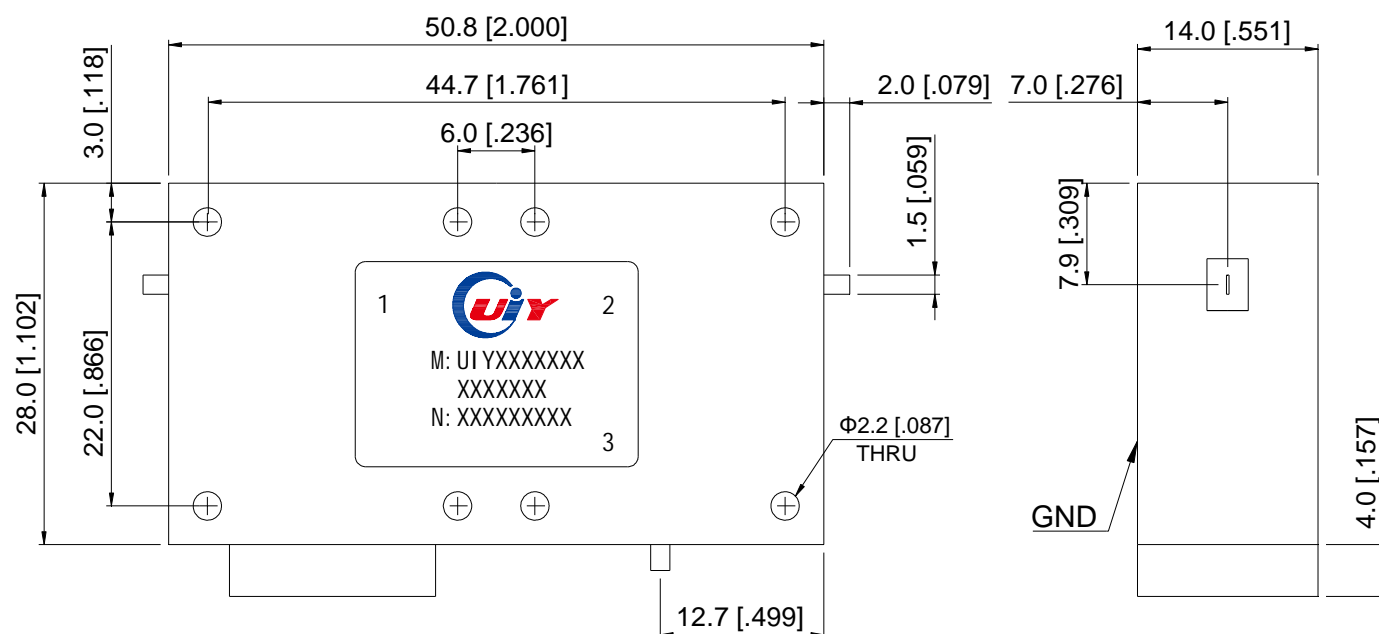 50.8 [2.000]
14.0 [.551]
44.7 [1.761]
2.0 [.079]
7.0 [.276]
3.0 [.118]
6.0 [.236]
1.5 [.059]
7.9 [.309]
1
UiY
2
M: UIYXXXXXXX
XXXXXXX
N: XXXXXXXXX
3
28.0 [1.102]
22.0 [.866]
Φ2.2 [.087]
THRU
GND
4.0 [.157]
12.7 [.499]